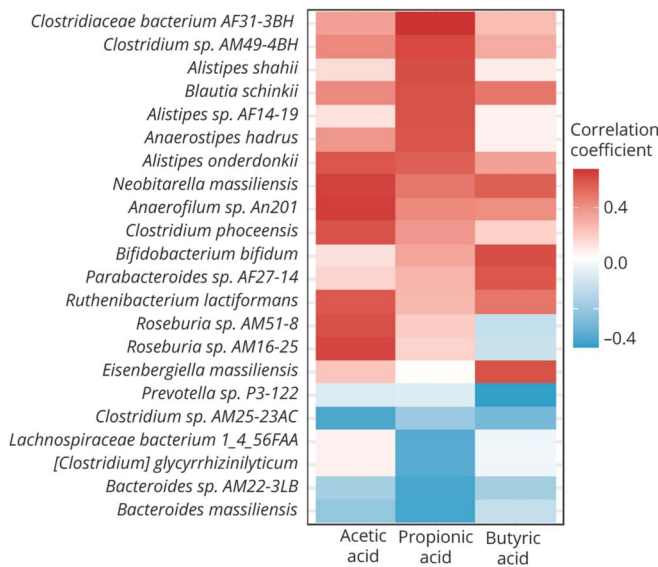 Clostridiaceae bacterium AF31-3BH
Clostridium sp. AM49-4BH
Alistipes shahii
Blautia schinkii
Alistipes sp. AF14-19
Anaerostipes hadrus
Alistipes onderdonkii
Neobitarella massiliensis
Anaerofilum sp. An201
Clostridium phoceensis
Bifidobacterium bifidum
Parabacteroides sp. AF27-14
Ruthenibacterium lactiformans
Roseburia sp. AM51-8
Roseburia sp. AM16-25
Eisenbergiella massiliensis
Prevotella sp. P3-122
Clostridium sp. AM25-23AC
Lachnospiraceae bacterium 1_4_56FAA
[Clostridium] glycyrrhizinilyticum
Bacteroides sp. AM22-3LB
Bacteroides massiliensis
Acetic
acid
Propionic
acid
Butyric
acid
Correlation
coefficient
0.4
0.0
−0.4